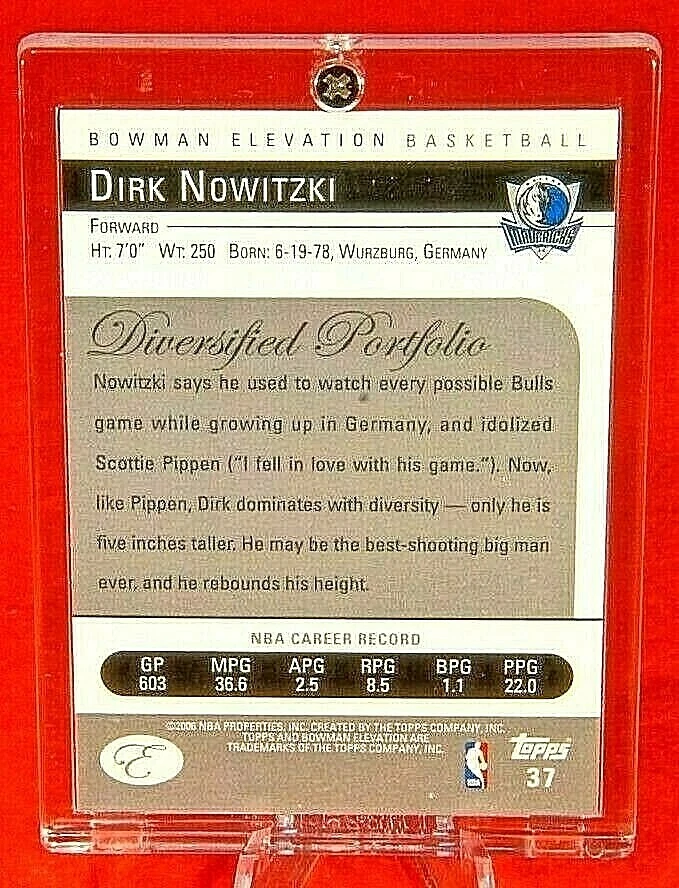 BOWMAN ELEVATION BASKETBALL
DIRK NOWITZKI
MAVERICKS
FORWARD
HT: 7'0" WT: 250 BORN: 6-19-78, WURZBURG, GERMANY
Diversified Portfolio
Nowitzki says he used to watch every possible Bulls
game while growing up in Germany, and idolized
Scottie Pippen ("I fell in love with his game."). Now,
like Pippen, Dirk dominates with diversity — only he is
five inches taller. He may be the best-shooting big man
ever, and he rebounds his height.
NBA CAREER RECORD
GP MPG APG RPG BPG PPG
603 36.6 2.5 8.5 1.1 22.0
©2006 NBA PROPERTIES, INC. CREATED BY THE TOPPS COMPANY, INC.
TOPPS AND BOWMAN ELEVATION ARE
TRADEMARKS OF THE TOPPS COMPANY, INC.
E
NBA
TOPPS
37